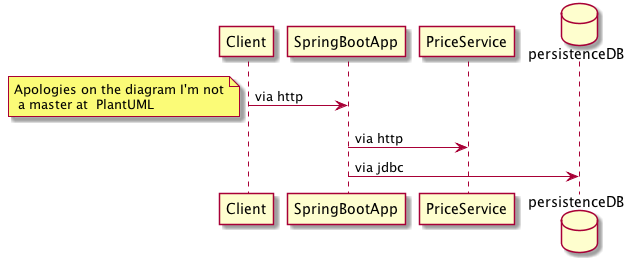 Client
SpringBootApp
PriceService
persistenceDB
Apologies on the diagram I'm not
a master at  PlantUML
via http
via http
via jdbc
Client
SpringBootApp
PriceService
persistenceDB